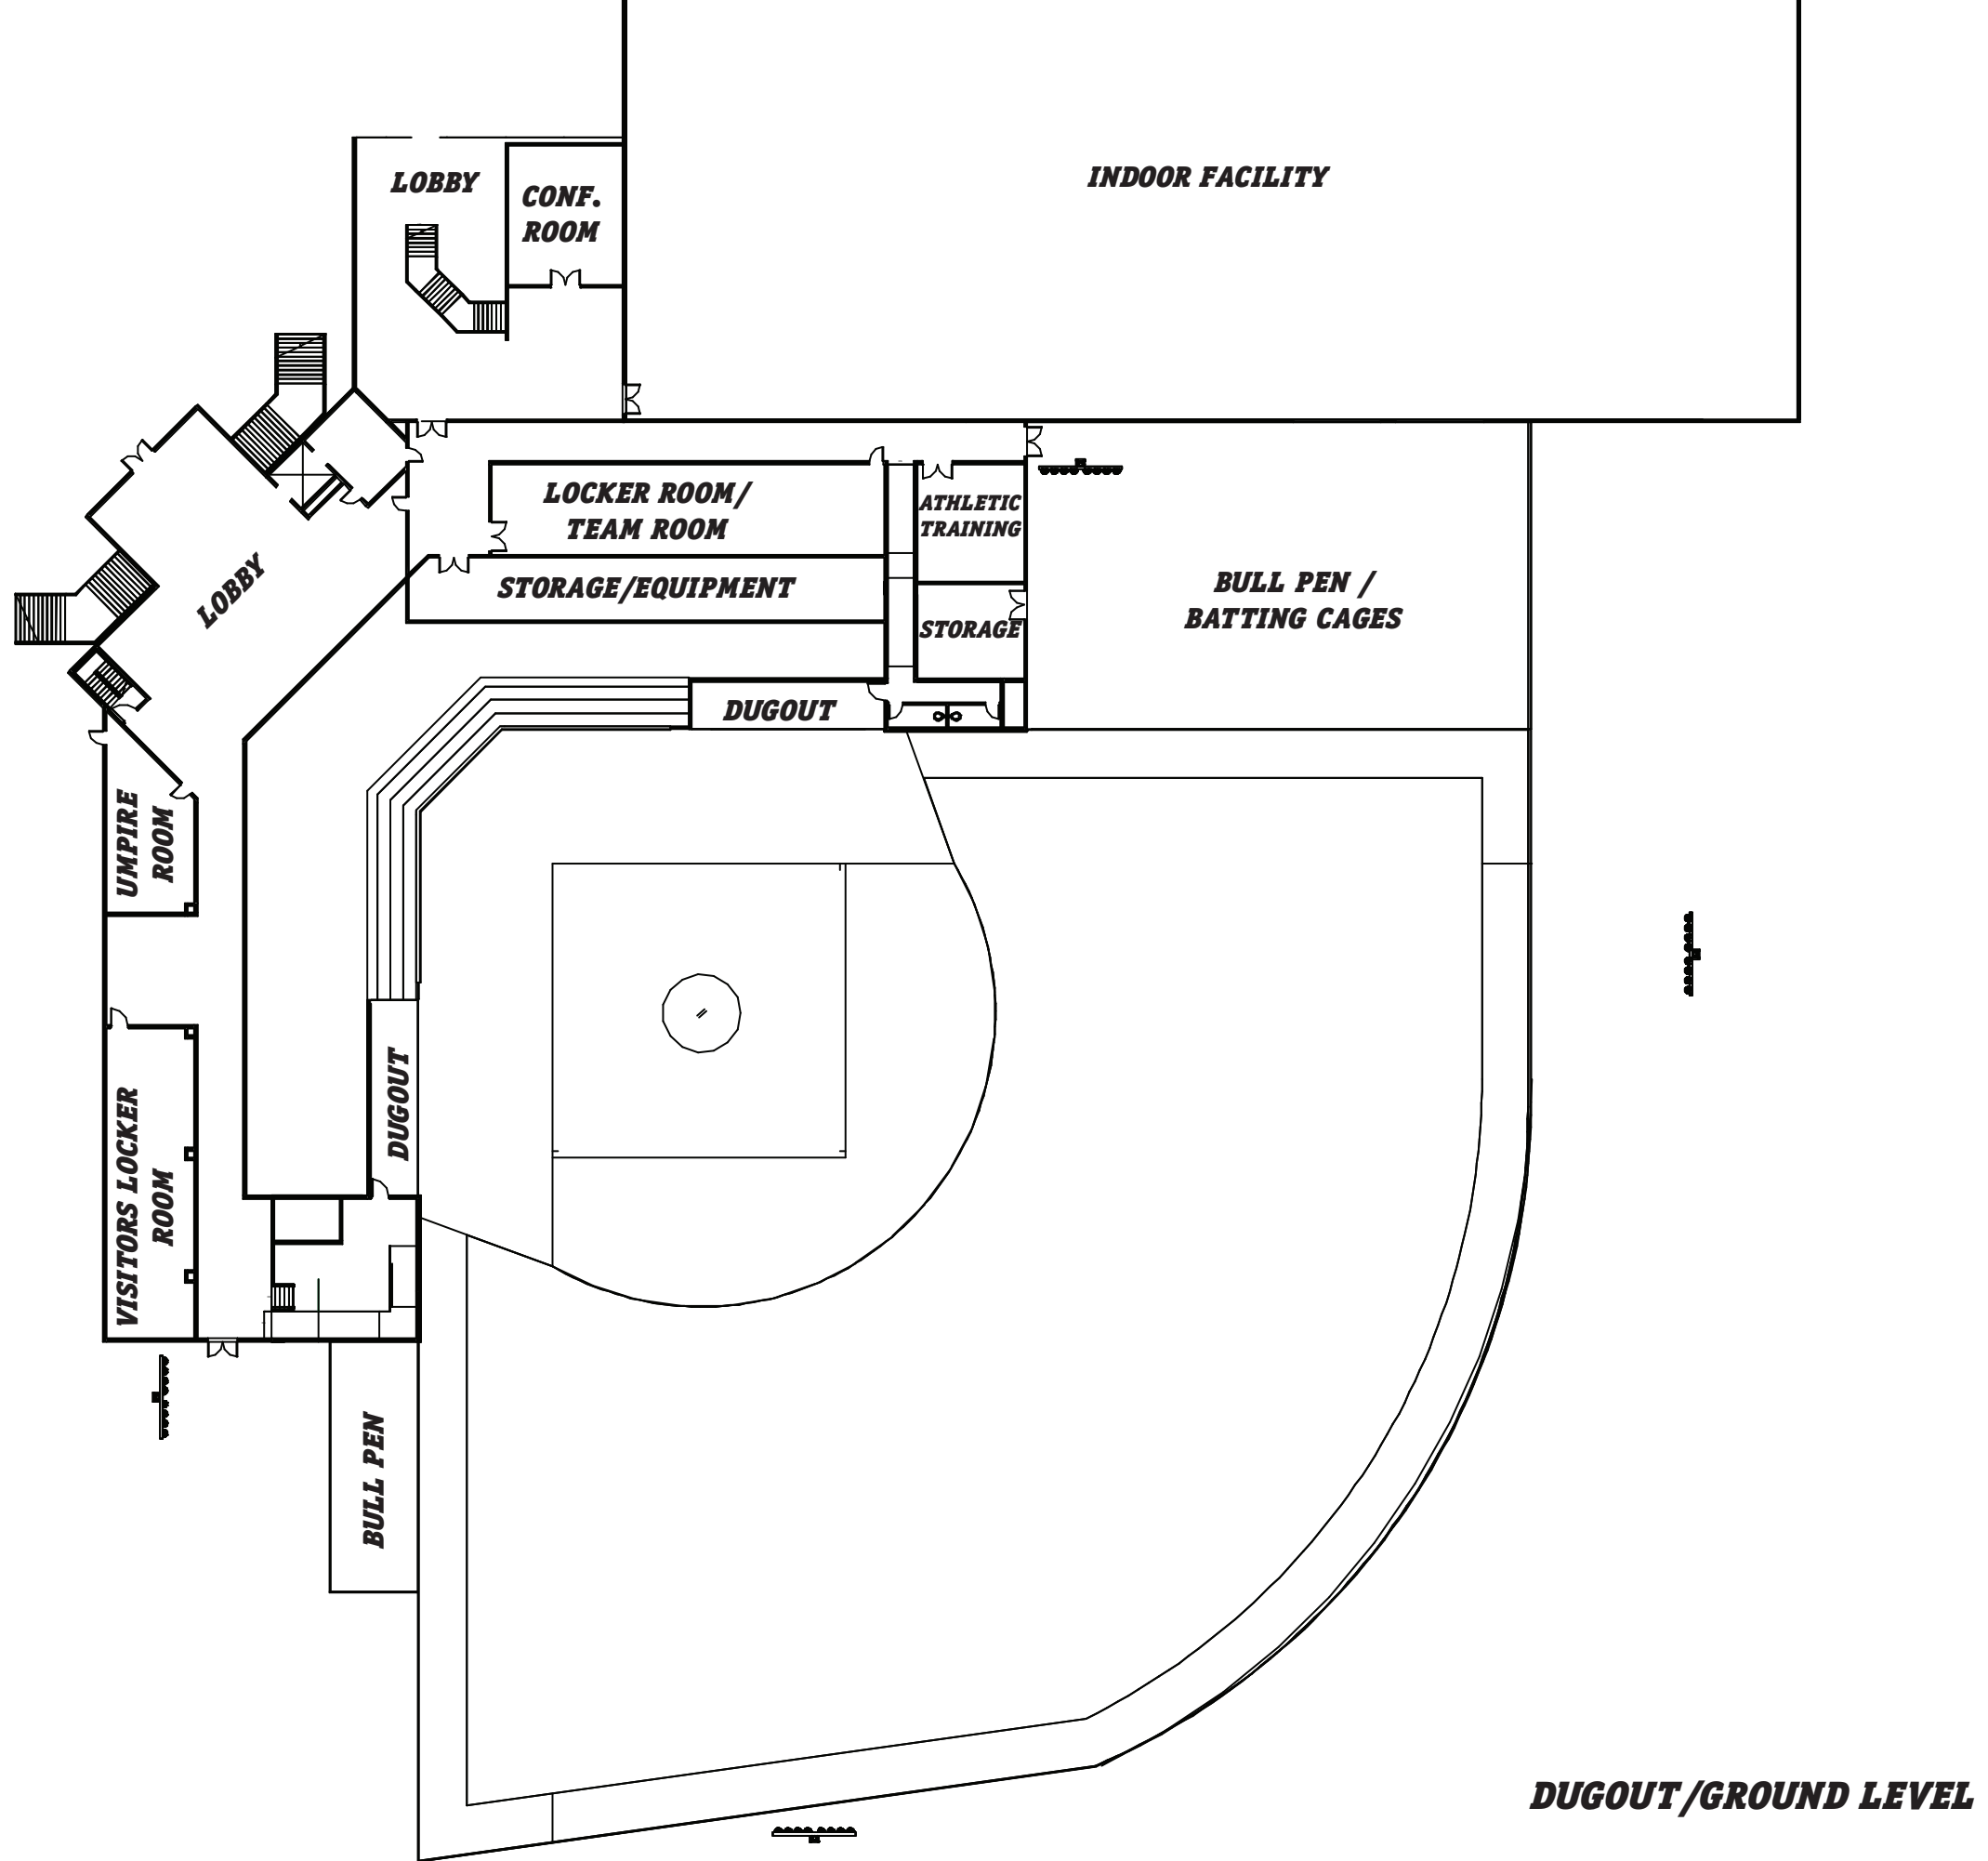 INDOOR FACILITY
LOBBY
CONF.
ROOM
LOCKER ROOM/
TEAM ROOM
ATHLETIC
TRAINING
STORAGE/EQUIPMENT
STORAGE
BULL PEN /
BATTING CAGES
LOBBY
DUGOUT
UMPIRE
ROOM
DUGOUT
VISITORS LOCKER
ROOM
BULL PEN
DUGOUT/GROUND LEVEL